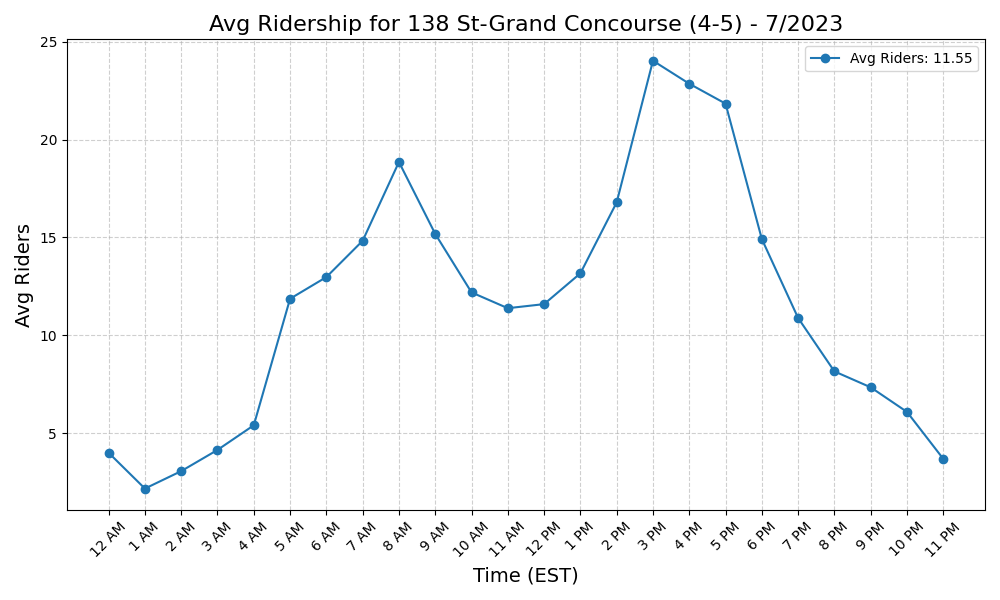 Avg Ridership for 138 St-Grand Concourse (4-5) - 7/2023
Avg Riders: 11.55
Avg Riders
25
20
15
10
5
12 AM
1 AM
2 AM
3 AM
4 AM
5 AM
6 AM
7 AM
8 AM
9 AM
10 AM
11 AM
12 PM
1 PM
2 PM
3 PM
4 PM
5 PM
6 PM
7 PM
8 PM
9 PM
10 PM
11 PM
Time (EST)